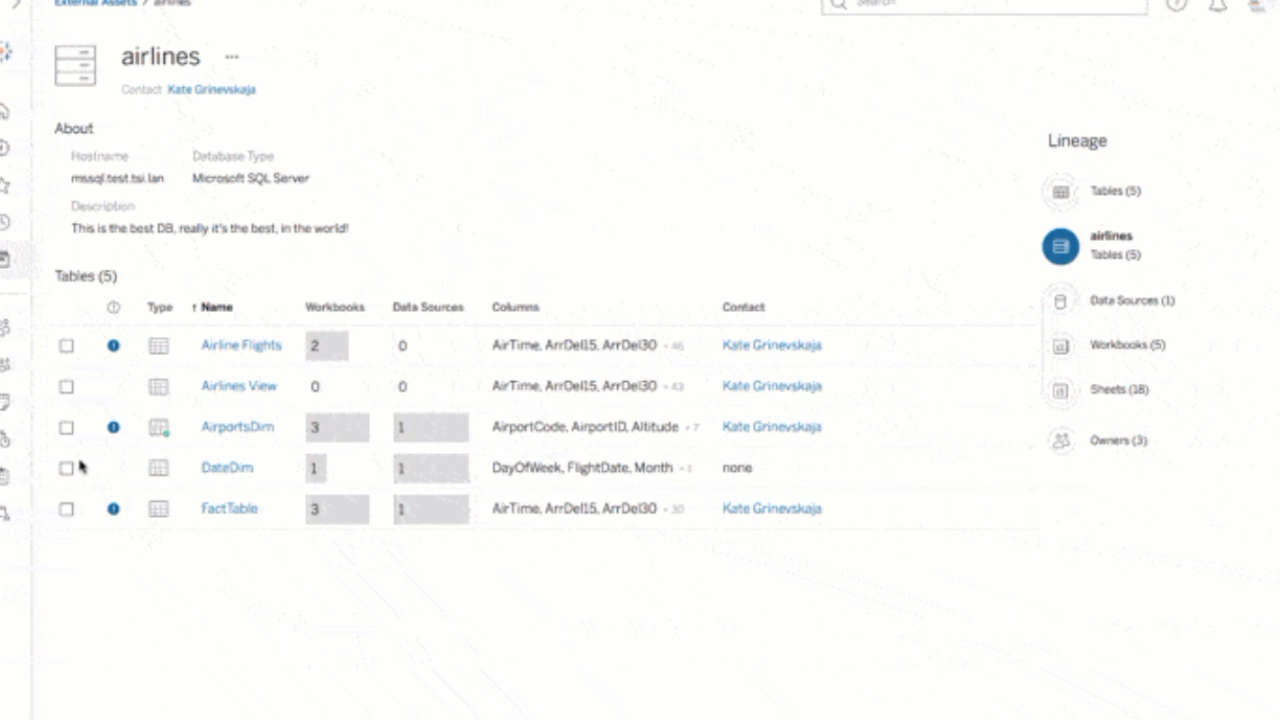 External Assets / airlines
Search
airlines ...
Contact Kate Grinevskaja
About
Hostname Database Type
mssql.test.tsi.lan Microsoft SQL Server
Description
This is the best DB, really it's the best, in the world!
Tables (5)
Type ↑ Name Workbooks Data Sources Columns Contact
Airline Flights 2 0 AirTime, ArrDel15, ArrDel30 +46 Kate Grinevskaja
Airlines View 0 0 AirTime, ArrDel15, ArrDel30 +43 Kate Grinevskaja
AirportsDim 3 1 AirportCode, AirportID, Altitude +7 Kate Grinevskaja
DateDim 1 1 DayOfWeek, FlightDate, Month +1 none
FactTable 3 1 AirTime, ArrDel15, ArrDel30 +30 Kate Grinevskaja
Lineage
Tables (5)
airlines
Tables (5)
Data Sources (1)
Workbooks (5)
Sheets (18)
Owners (3)